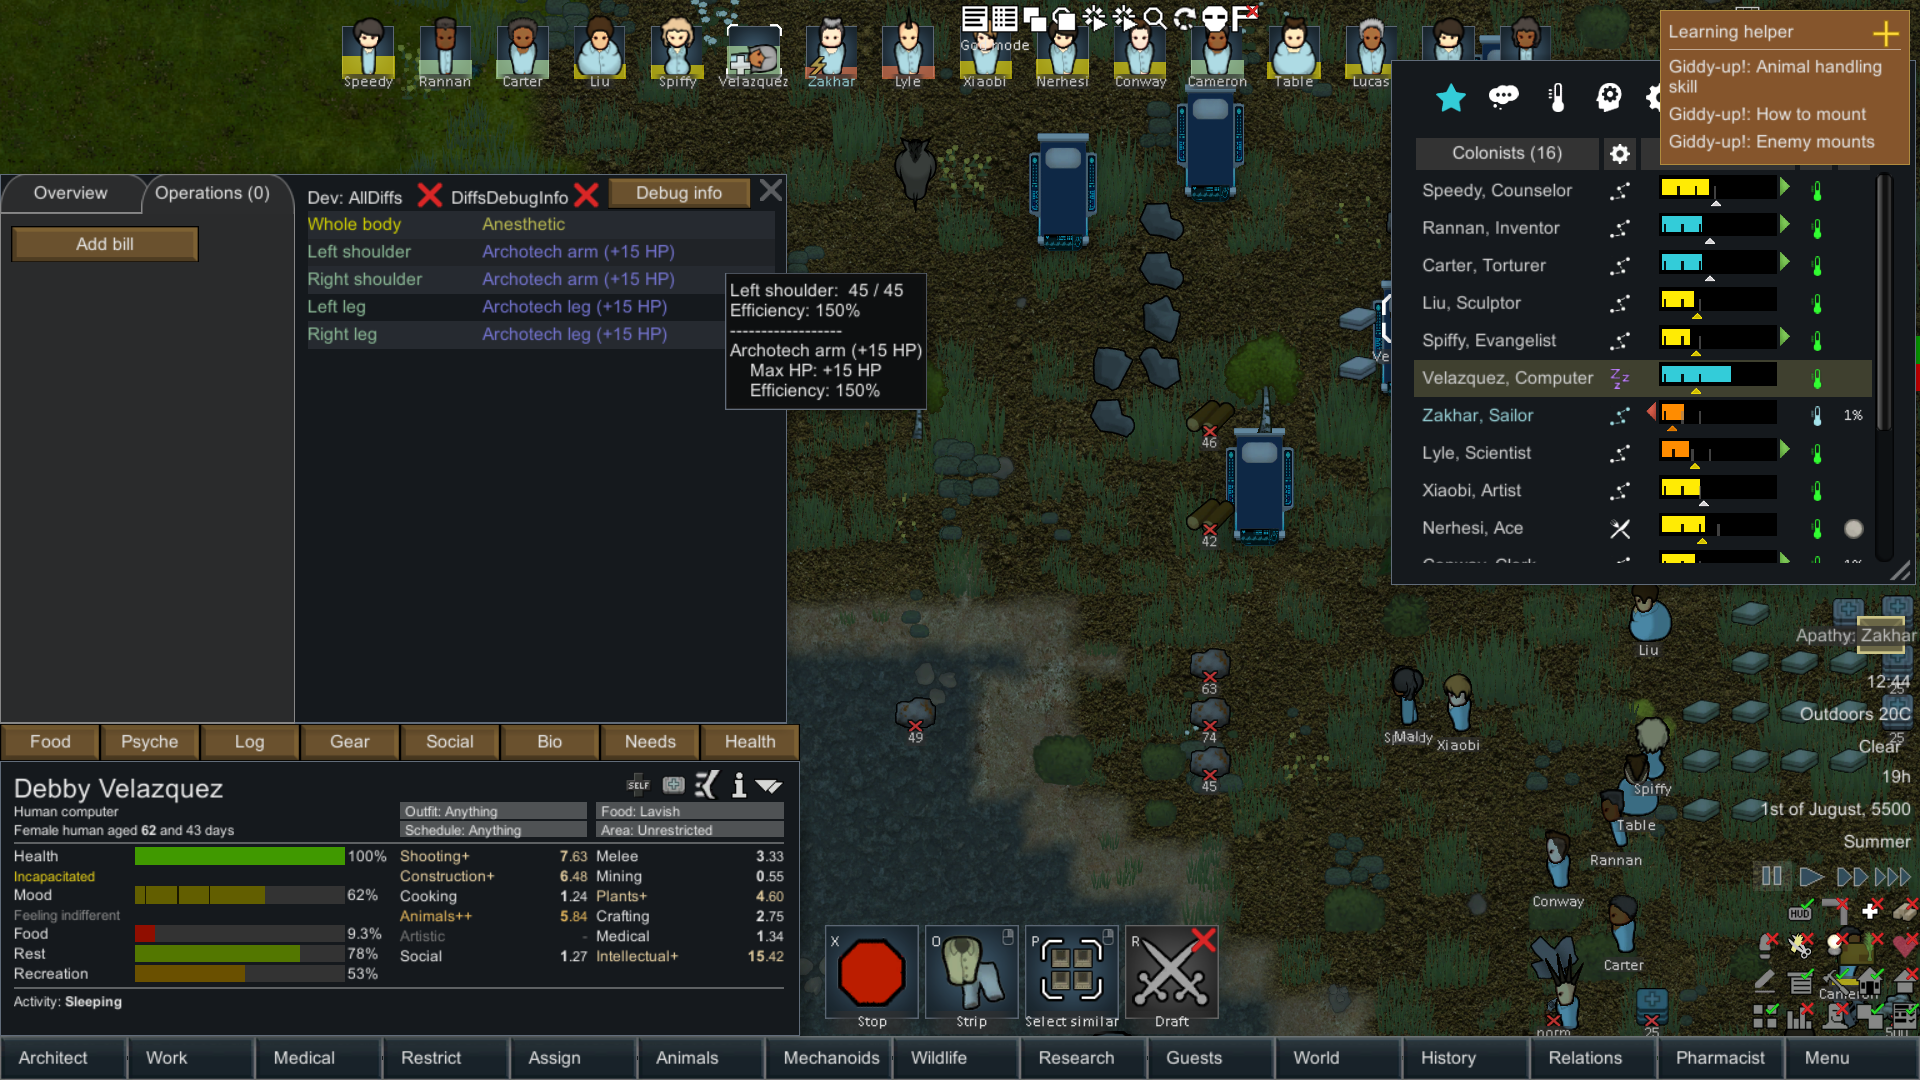 God mode
Speedy
Rannan
Carter
Liu
Spiffy
Velazquez
Zakhar
Lyle
Xiaobi
Nerhesi
Conway
Cameron
Table
Lucas
Learning helper
Giddy-up!: Animal handling
skill
Giddy-up!: How to mount
Giddy-up!: Enemy mounts
Colonists (16)
Speedy, Counselor
Rannan, Inventor
Carter, Torturer
Liu, Sculptor
Spiffy, Evangelist
Velazquez, Computer
Zakhar, Sailor
1%
Lyle, Scientist
Xiaobi, Artist
Nerhesi, Ace
Conway, Clerk
Overview
Operations (0)
Dev: AllDiffs
DiffsDebugInfo
Debug info
Add bill
Whole body
Anesthetic
Left shoulder
Archotech arm (+15 HP)
Right shoulder
Archotech arm (+15 HP)
Left leg
Archotech leg (+15 HP)
Right leg
Archotech leg (+15 HP)
Left shoulder: 45 / 45
Efficiency: 150%
------------------
Archotech arm (+15 HP)
Max HP: +15 HP
Efficiency: 150%
Ve
46
42
63
74
45
49
Liu
Maldy
Xiaobi
Spiffy
Table
Rannan
Conway
Carter
25
25
25
Apathy: Zakhar
12:44
Outdoors 20C
Clear
19h
1st of Jugust, 5500
Summer
HUD
Food
Psyche
Log
Gear
Social
Bio
Needs
Health
Debby Velazquez
SELF
Human computer
Female human aged 62 and 43 days
Outfit: Anything
Food: Lavish
Schedule: Anything
Area: Unrestricted
Health
100%
Incapacitated
Mood
62%
Feeling indifferent
Food
9.3%
Rest
78%
Recreation
53%
Shooting+ 7.63
Melee 3.33
Construction+ 6.48
Mining 0.55
Cooking 1.24
Plants+ 4.60
Animals++ 5.84
Crafting 2.75
Artistic -
Medical 1.34
Social 1.27
Intellectual+ 15.42
Activity: Sleeping
X
Stop
O
Strip
P
Select similar
R
Draft
Architect
Work
Medical
Restrict
Assign
Animals
Mechanoids
Wildlife
Research
Guests
World
History
Relations
Pharmacist
Menu